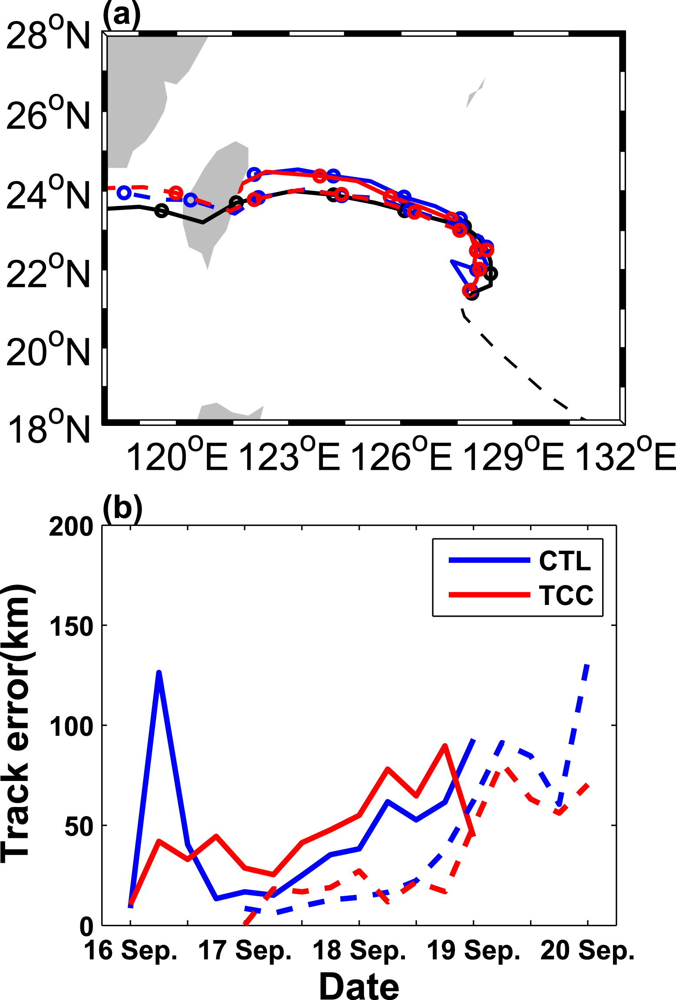 (a)
28°N
26°N
24°N
22°N
20°N
18°N
120°E 123°E 126°E 129°E 132°E
(b)
200
150
100
50
0
Track error(km)
CTL
TCC
16 Sep. 17 Sep. 18 Sep. 19 Sep. 20 Sep.
Date